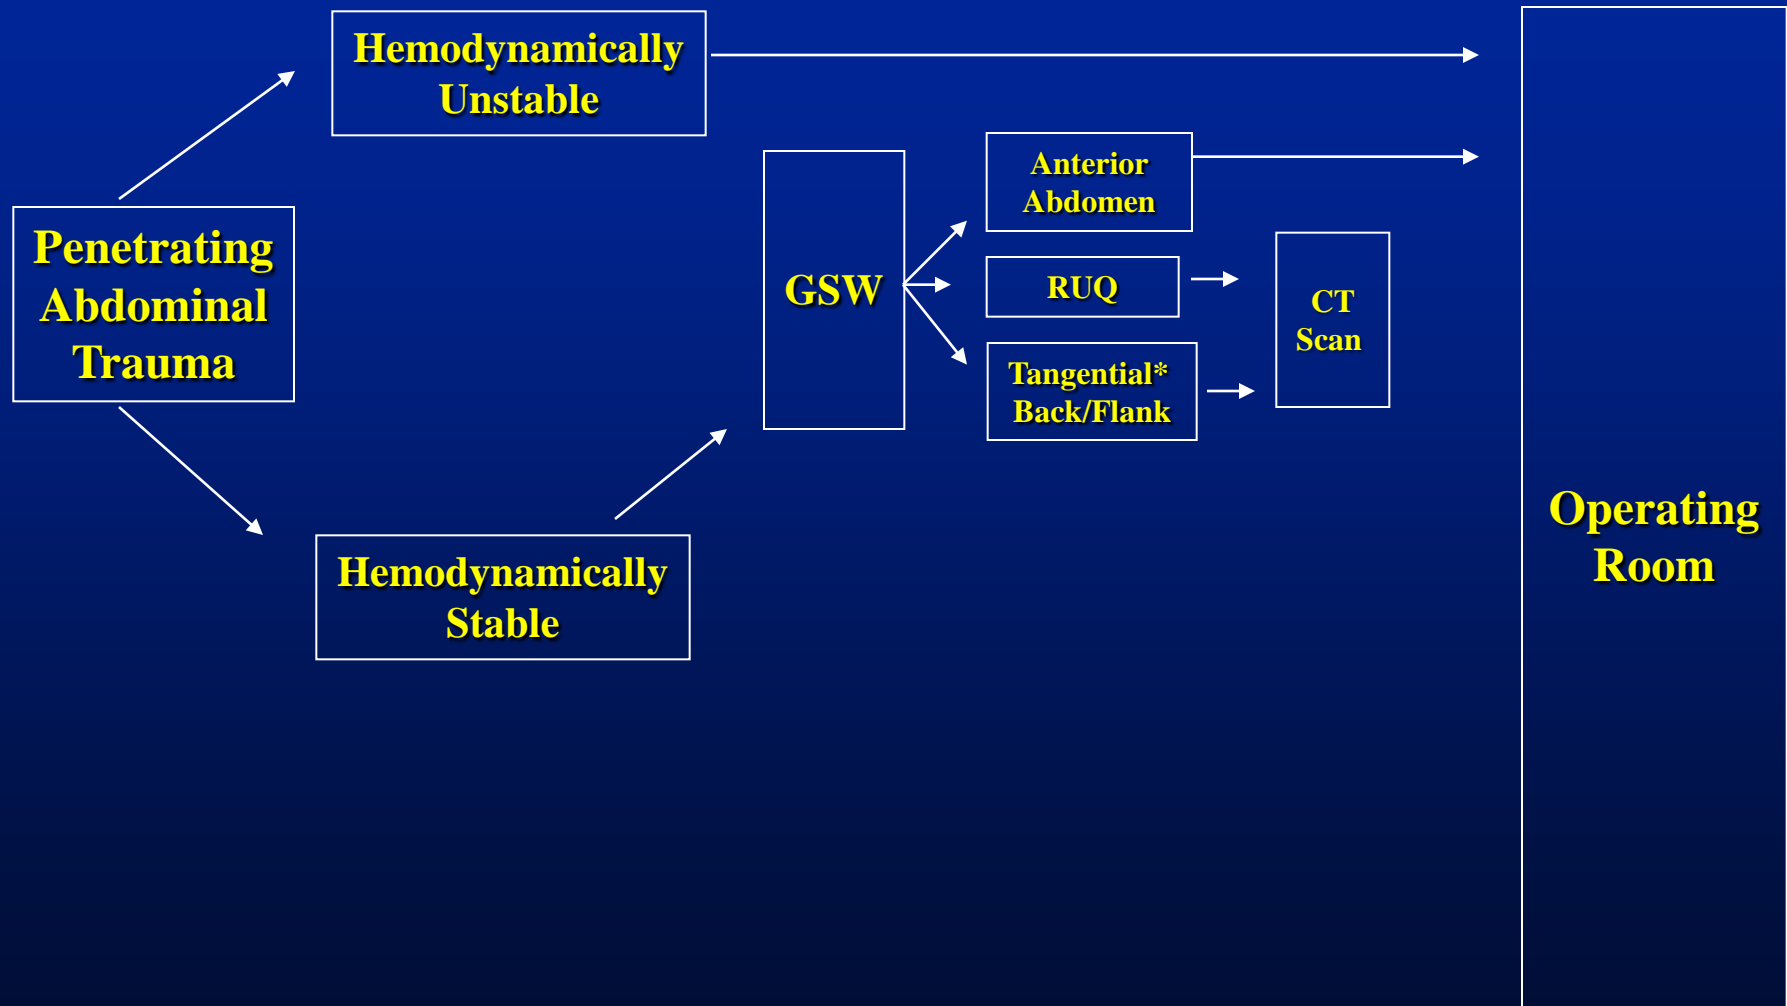 Hemodynamically
Unstable
Penetrating
Abdominal
Trauma
GSW
Anterior
Abdomen
RUQ
Tangential*
Back/Flank
CT
Scan
Hemodynamically
Stable
Operating
Room